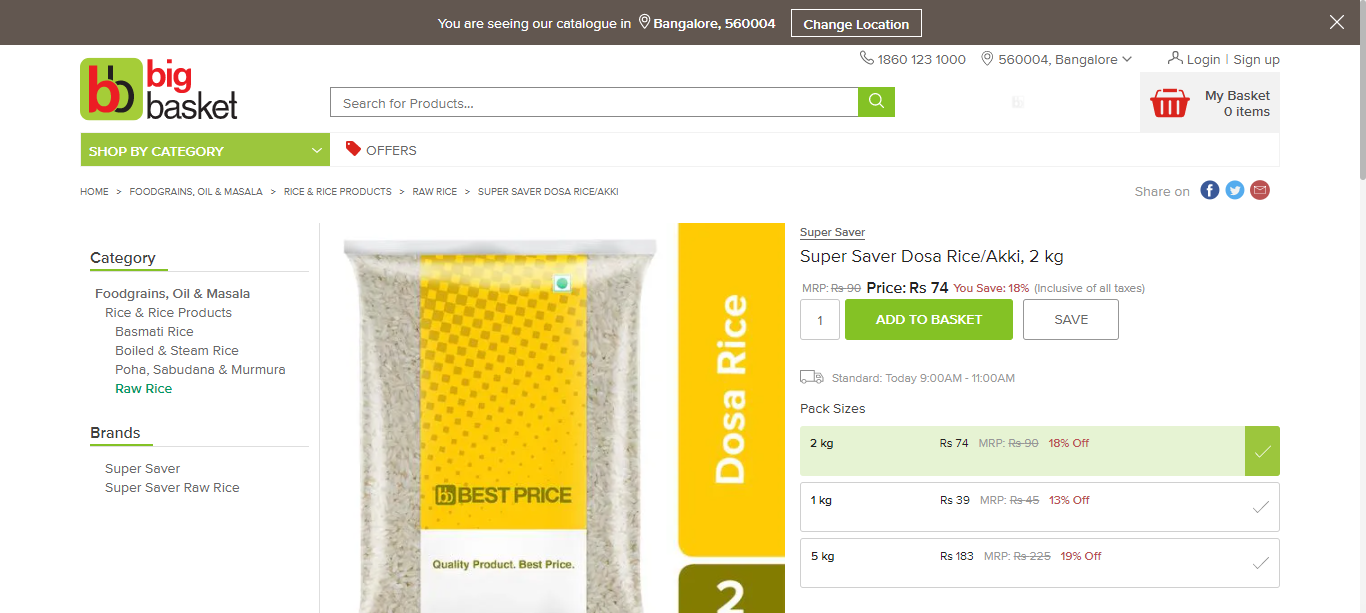 You are seeing our catalogue in Bangalore, 560004 Change Location
1860 123 1000 560004, Bangalore Login | Sign up
big
basket
bb
Search for Products...
My Basket
0 items
SHOP BY CATEGORY
OFFERS
HOME > FOODGRAINS, OIL & MASALA > RICE & RICE PRODUCTS > RAW RICE > SUPER SAVER DOSA RICE/AKKI
Share on
Category
Foodgrains, Oil & Masala
Rice & Rice Products
Basmati Rice
Boiled & Steam Rice
Poha, Sabudana & Murmura
Raw Rice
Brands
Super Saver
Super Saver Raw Rice
bb BEST PRICE
Quality Product. Best Price.
Dosa Rice
2
Super Saver
Super Saver Dosa Rice/Akki, 2 kg
MRP: Rs 90 Price: Rs 74 You Save: 18% (Inclusive of all taxes)
1 ADD TO BASKET SAVE
Standard: Today 9:00AM - 11:00AM
Pack Sizes
2 kg Rs 74 MRP: Rs 90 18% Off
1 kg Rs 39 MRP: Rs 45 13% Off
5 kg Rs 183 MRP: Rs 225 19% Off